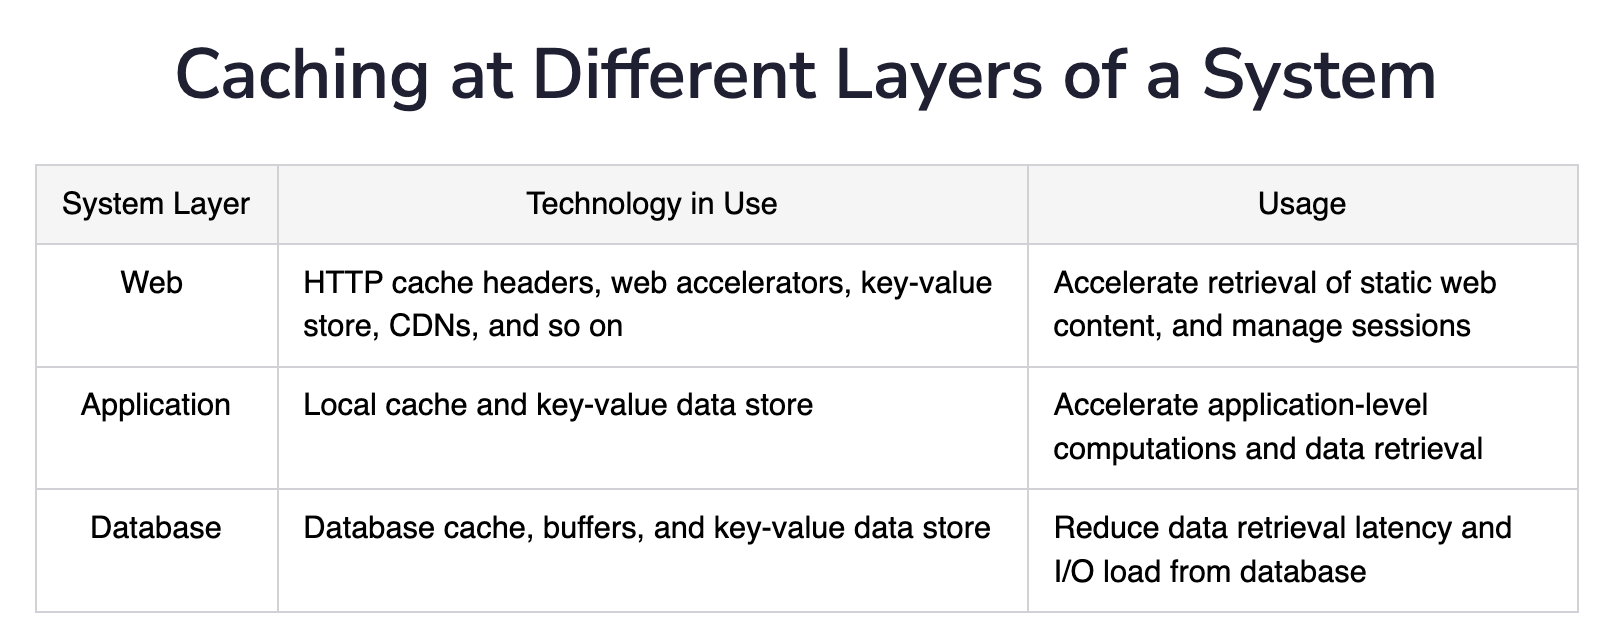 Caching at Different Layers of a System
System Layer
Technology in Use
Usage
Web
HTTP cache headers, web accelerators, key-value
store, CDNs, and so on
Accelerate retrieval of static web
content, and manage sessions
Application
Local cache and key-value data store
Accelerate application-level
computations and data retrieval
Database
Database cache, buffers, and key-value data store
Reduce data retrieval latency and
I/O load from database